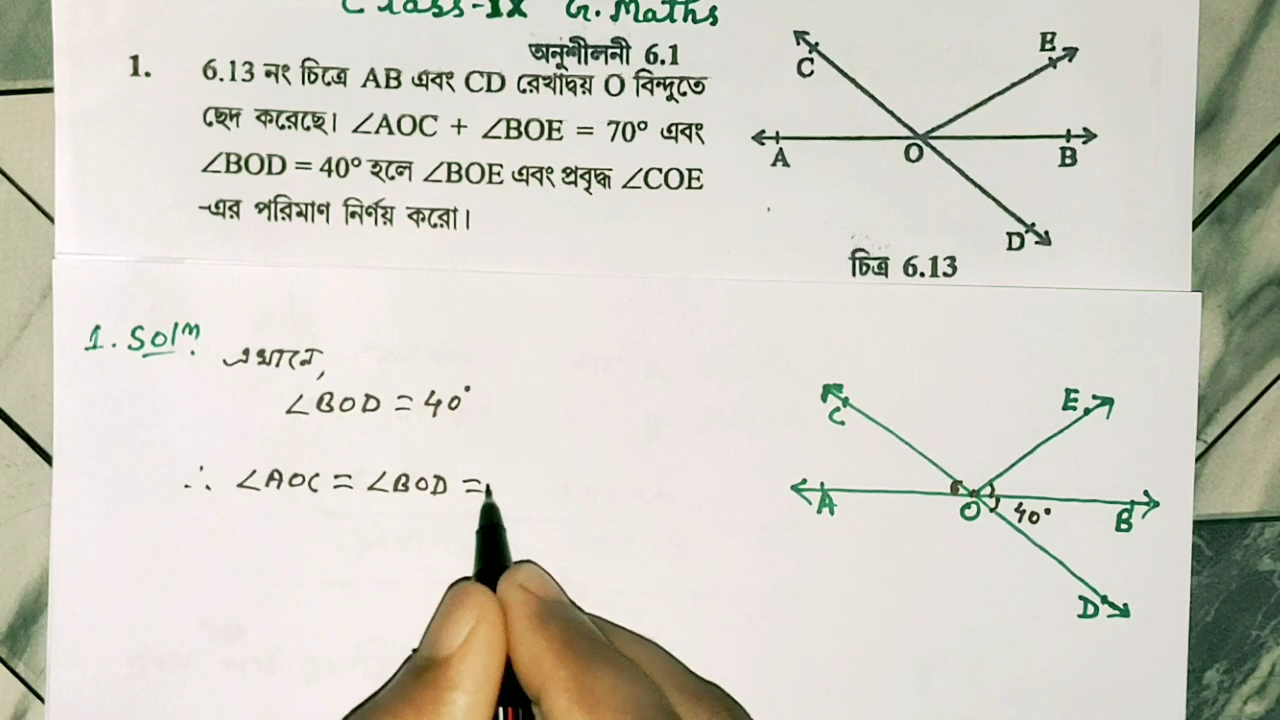 Class-IX G. Maths
অনুশীলনী 6.1
1. 6.13 নং চিত্রে AB এবং CD রেখাদ্বয় O বিন্দুতে
ছেদ করেছে। ∠AOC + ∠BOE = 70° এবং
∠BOD = 40° হলে ∠BOE এবং প্রবৃদ্ধ ∠COE
-এর পরিমাণ নির্ণয় করো।
C
E
A
O
B
D
চিত্র 6.13
1. Solⁿ.
এখানে,
∠BOD = 40°
∴ ∠AOC = ∠BOD =
C
E
A
O
40°
B
D